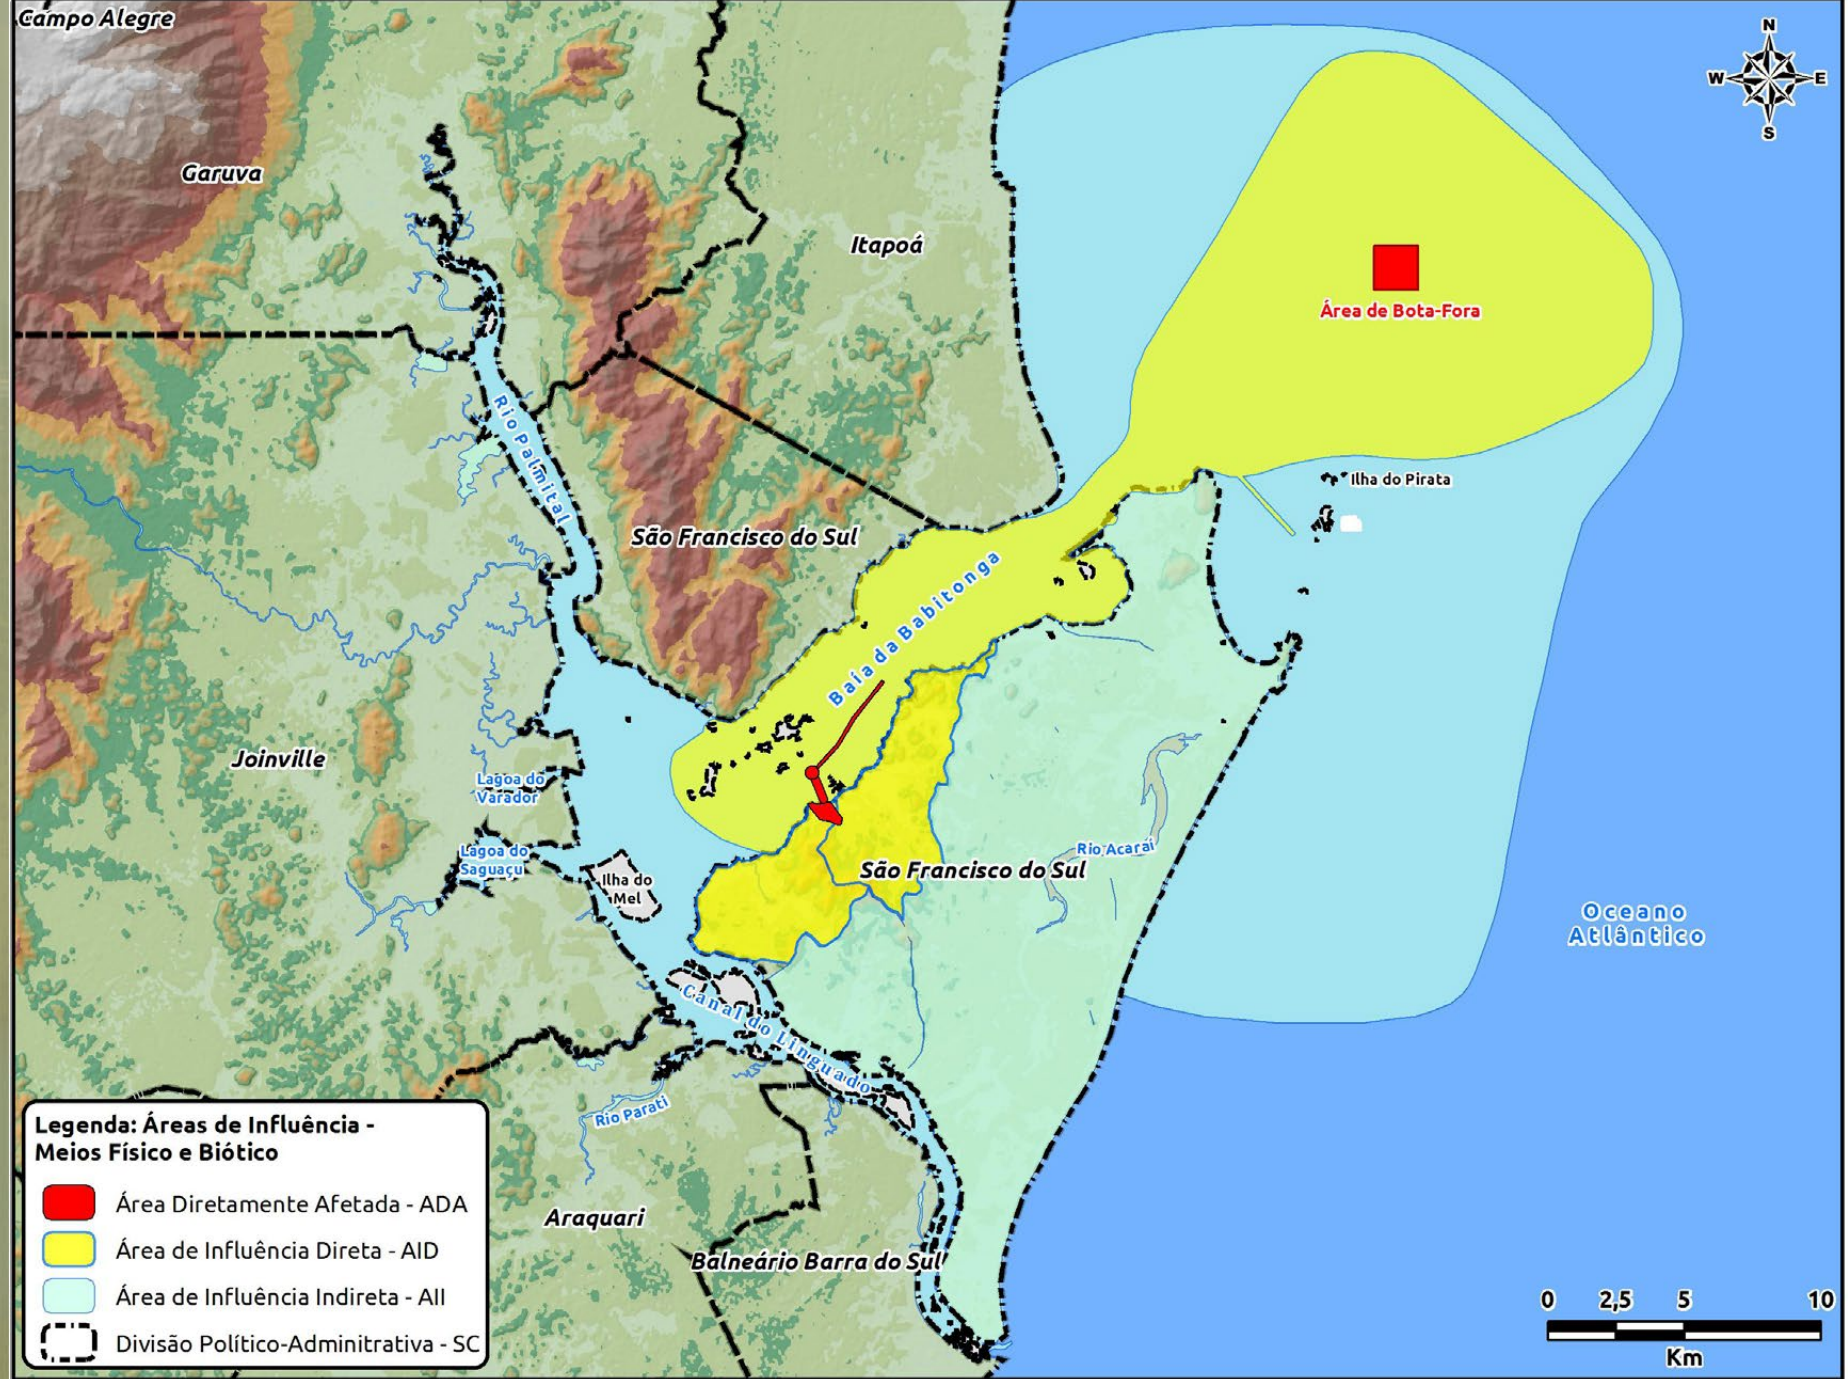 Campo Alegre
N
W
E
S
Garuva
Itapoá
Área de Bota-Fora
Rio Palmital
Ilha do Pirata
São Francisco do Sul
Baia da Babitonga
Joinville
Lagoa do
Varador
Lagoa do
Saguaçu
Ilha do
Mel
Rio Acaraí
São Francisco do Sul
Oceano
Atlântico
Canal do Linguado
Rio Parati
Legenda: Áreas de Influência -
Meios Físico e Biótico
Área Diretamente Afetada - ADA
Área de Influência Direta - AID
Área de Influência Indireta - AII
Divisão Político-Adminitrativa - SC
Araquari
Balneário Barra do Sul
0 2,5 5 10
Km